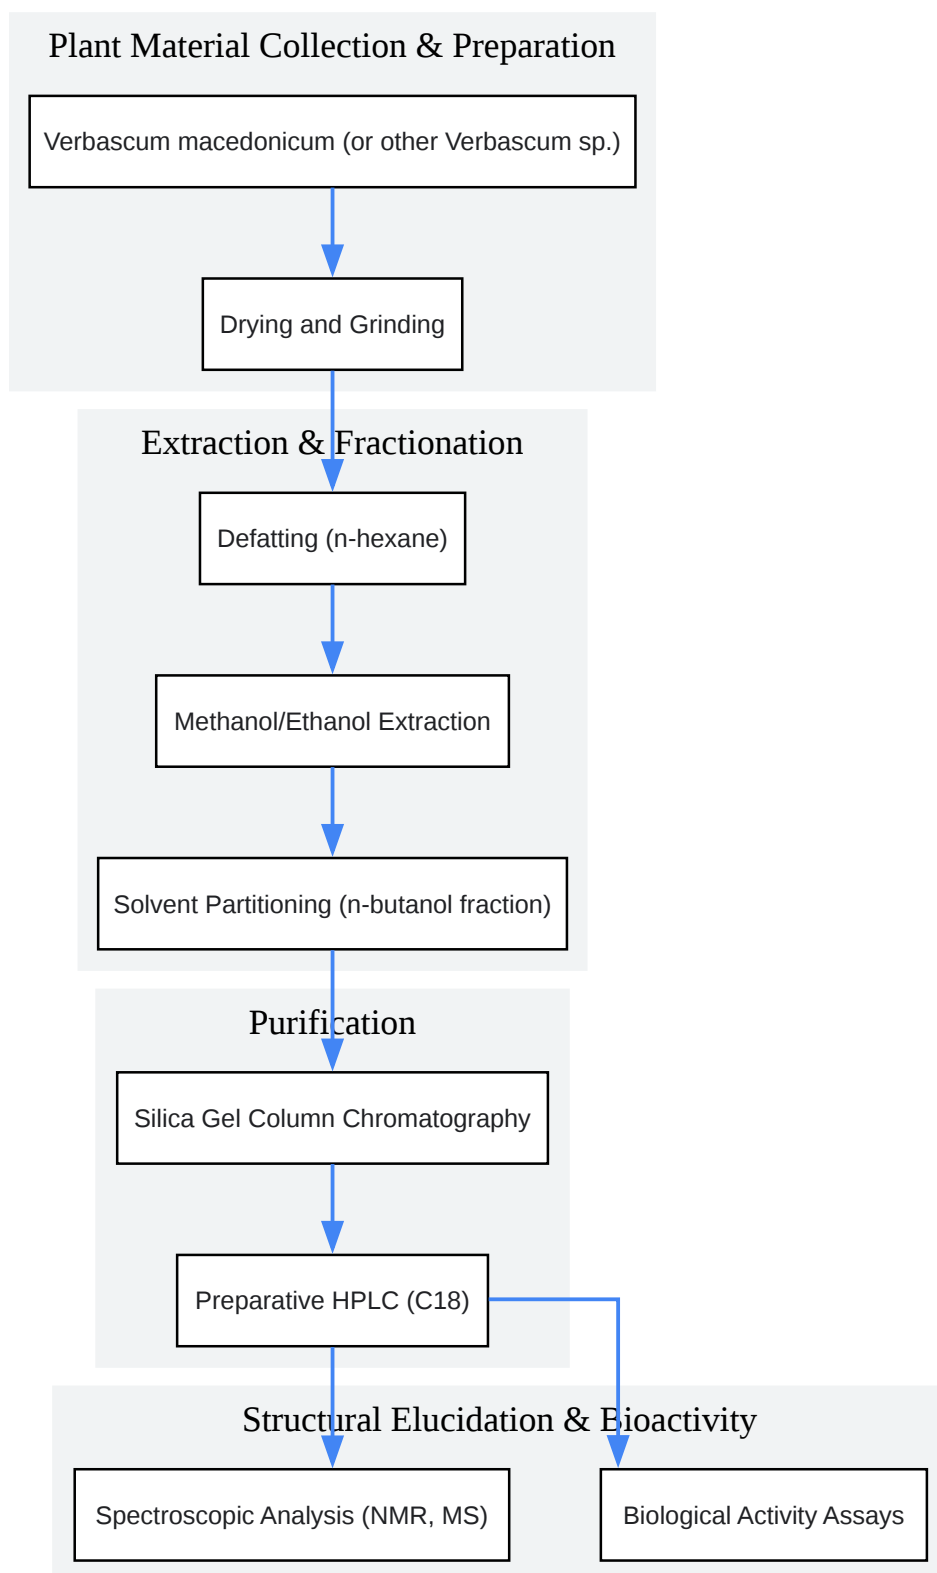 Plant Material Collection & Preparation
Verbascum macedonicum (or other Verbascum sp.)
Drying and Grinding
Extraction & Fractionation
Defatting (n-hexane)
Methanol/Ethanol Extraction
Solvent Partitioning (n-butanol fraction)
Purification
Silica Gel Column Chromatography
Preparative HPLC (C18)
Structural Elucidation & Bioactivity
Spectroscopic Analysis (NMR, MS)
Biological Activity Assays